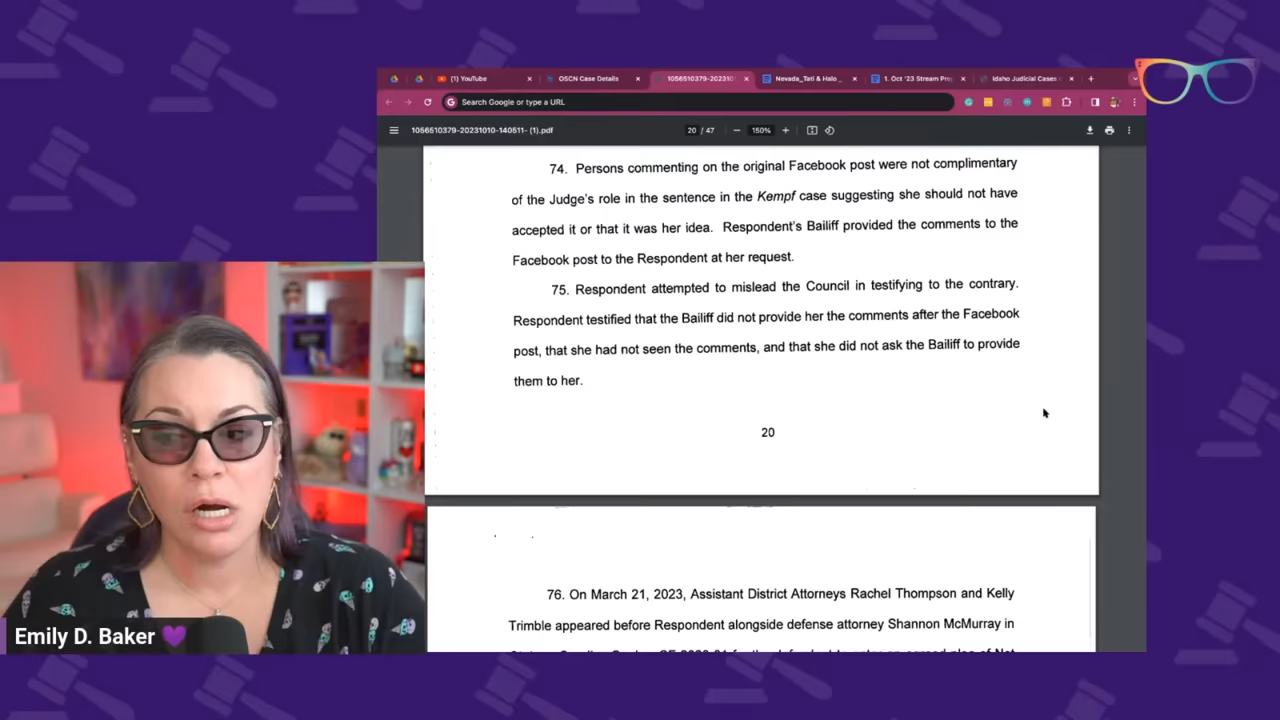 (1) YouTube
OSCN Case Details
1056510379-202310
Nevada_Tati & Halo _
1. Oct '23 Stream Pre
Idaho Judicial Cases
Search Google or type a URL
1056510379-20231010-140511- (1).pdf
20 / 47
150%
74. Persons commenting on the original Facebook post were not complimentary
of the Judge's role in the sentence in the Kempf case suggesting she should not have
accepted it or that it was her idea. Respondent's Bailiff provided the comments to the
Facebook post to the Respondent at her request.
75. Respondent attempted to mislead the Council in testifying to the contrary.
Respondent testified that the Bailiff did not provide her the comments after the Facebook
post, that she had not seen the comments, and that she did not ask the Bailiff to provide
them to her.
20
76. On March 21, 2023, Assistant District Attorneys Rachel Thompson and Kelly
Trimble appeared before Respondent alongside defense attorney Shannon McMurray in
Emily D. Baker